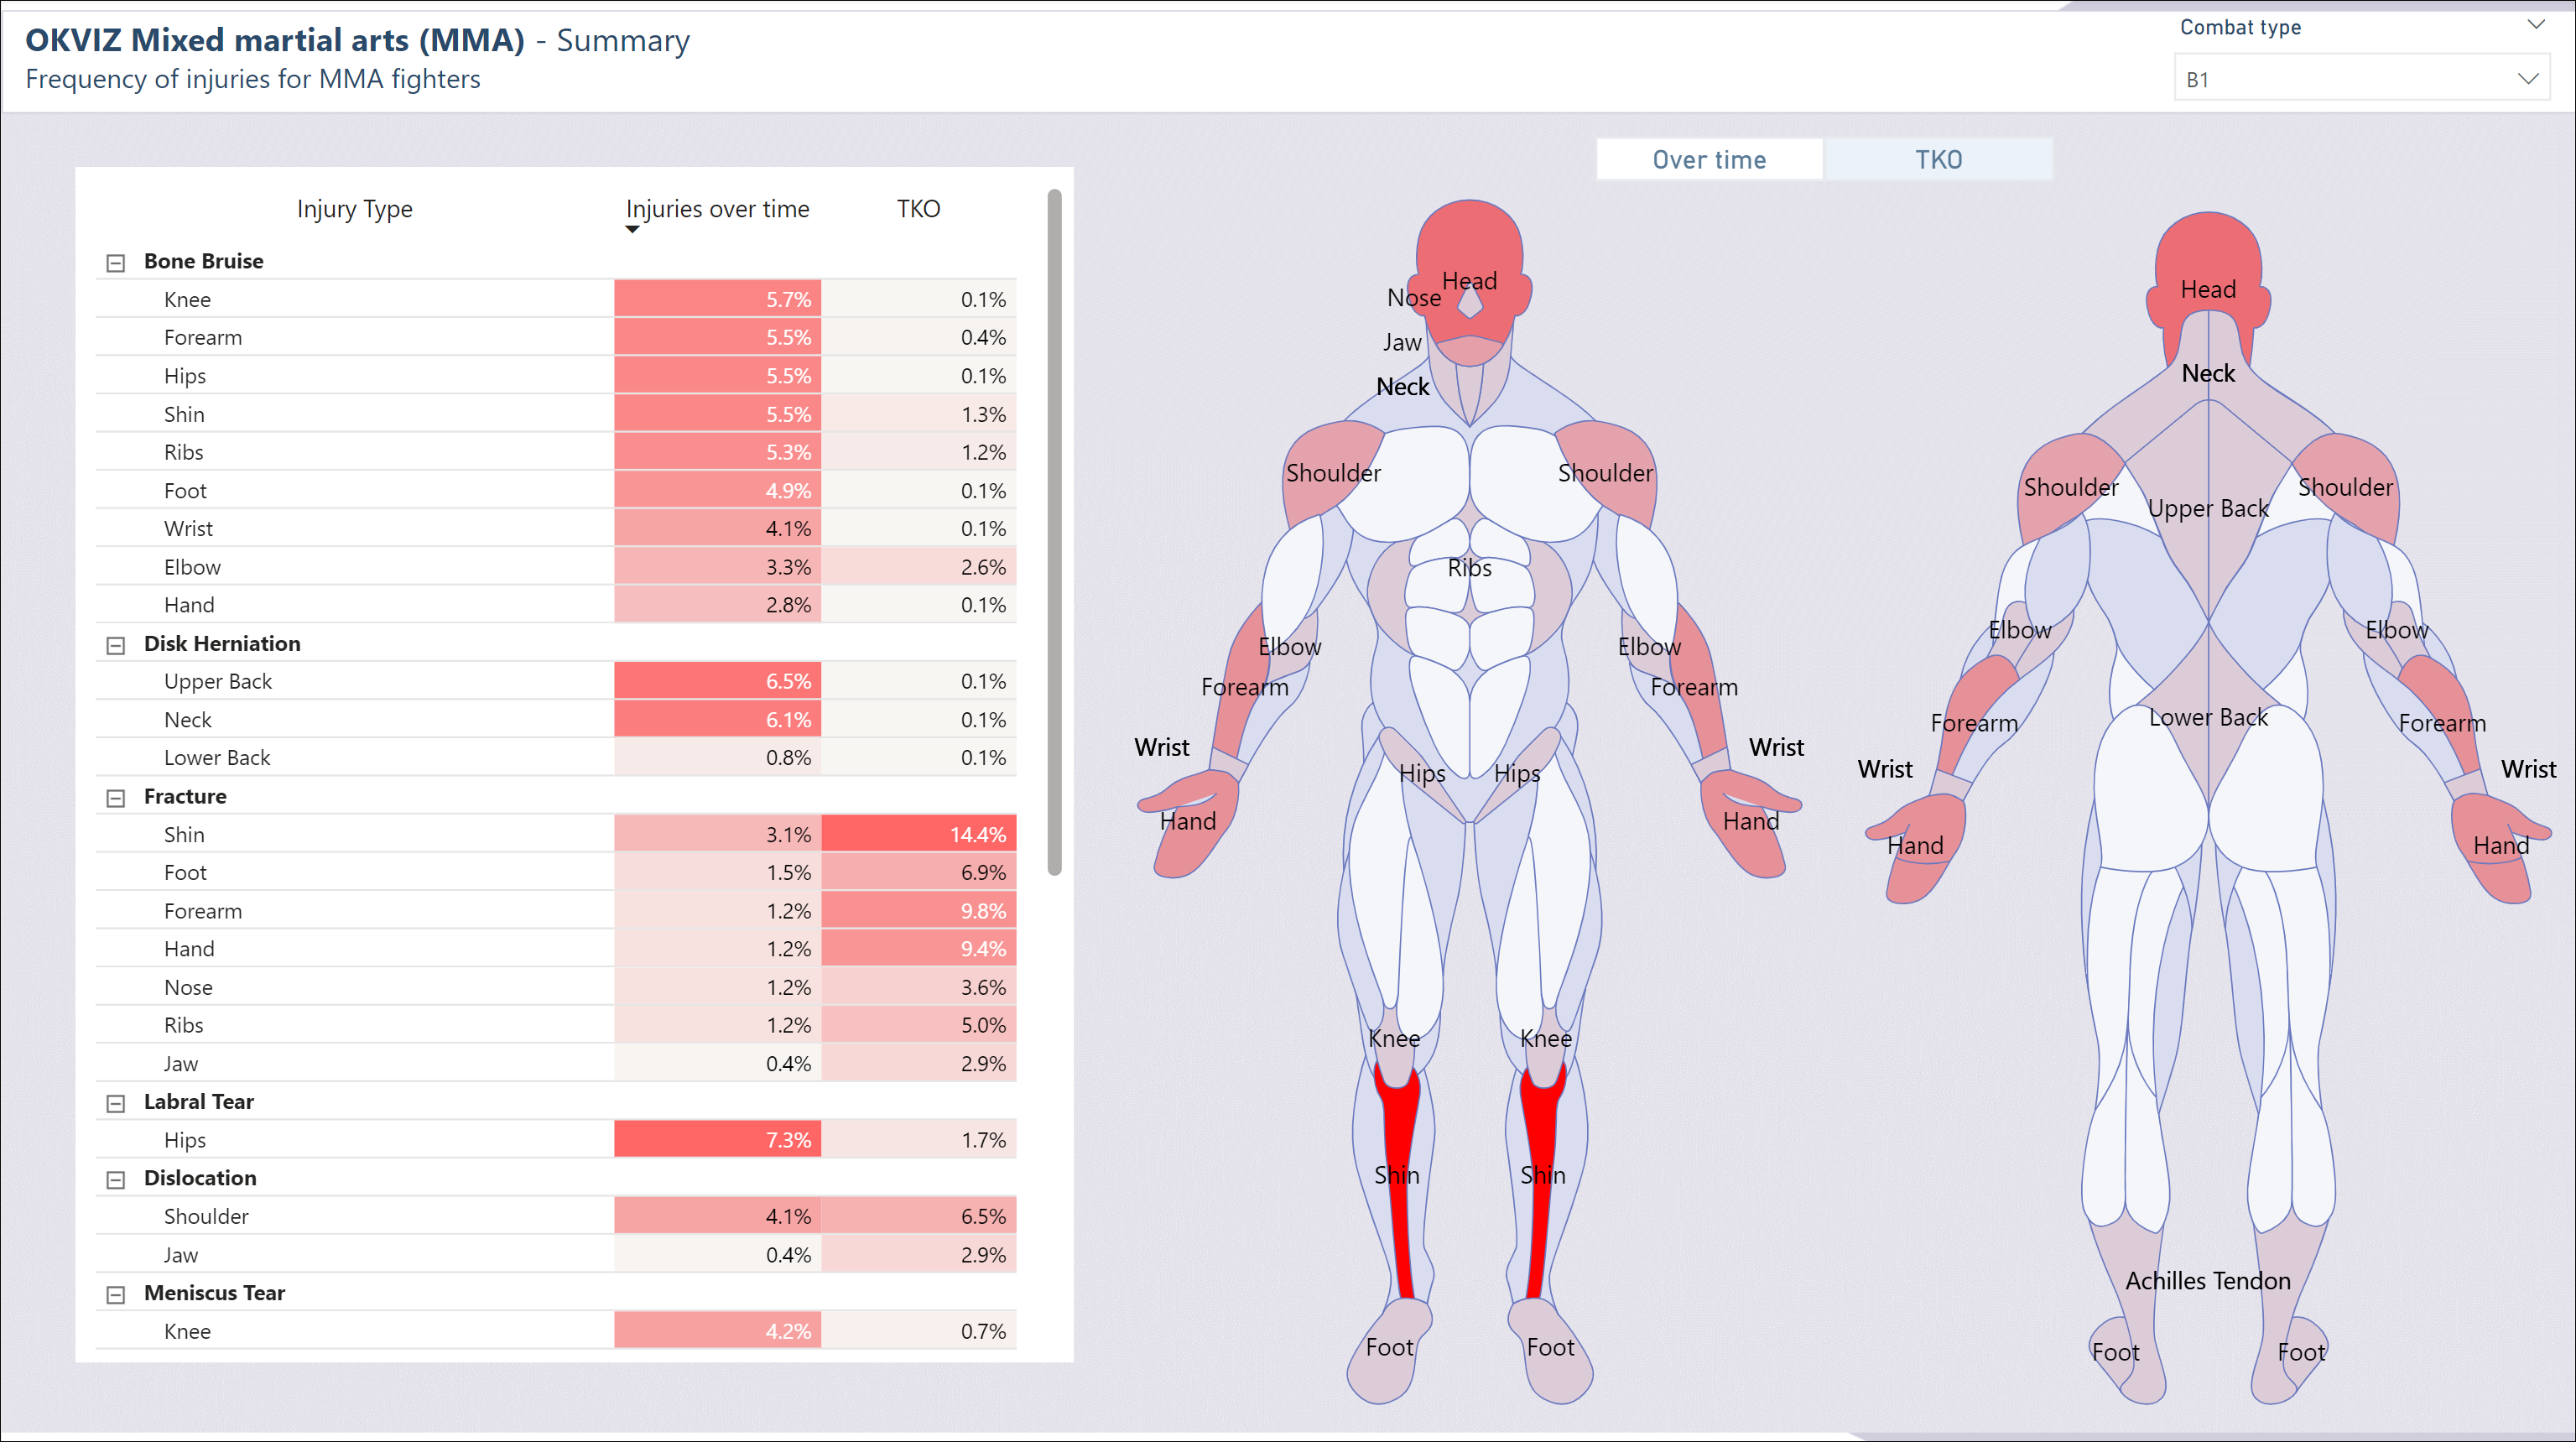 OKVIZ Mixed martial arts (MMA) - Summary
Frequency of injuries for MMA fighters
Combat type
B1
Over time TKO
Injury Type Injuries over time TKO
Bone Bruise
Knee 5.7% 0.1%
Forearm 5.5% 0.4%
Hips 5.5% 0.1%
Shin 5.5% 1.3%
Ribs 5.3% 1.2%
Foot 4.9% 0.1%
Wrist 4.1% 0.1%
Elbow 3.3% 2.6%
Hand 2.8% 0.1%
Disk Herniation
Upper Back 6.5% 0.1%
Neck 6.1% 0.1%
Lower Back 0.8% 0.1%
Fracture
Shin 3.1% 14.4%
Foot 1.5% 6.9%
Forearm 1.2% 9.8%
Hand 1.2% 9.4%
Nose 1.2% 3.6%
Ribs 1.2% 5.0%
Jaw 0.4% 2.9%
Labral Tear
Hips 7.3% 1.7%
Dislocation
Shoulder 4.1% 6.5%
Jaw 0.4% 2.9%
Meniscus Tear
Knee 4.2% 0.7%
Head
Nose
Jaw
Neck
Shoulder Shoulder
Ribs
Elbow Elbow
Forearm Forearm
Wrist Wrist
Hips Hips
Hand Hand
Knee Knee
Shin Shin
Foot Foot
Head
Neck
Shoulder Shoulder
Upper Back
Elbow Elbow
Lower Back
Forearm Forearm
Wrist Wrist
Hand Hand
Achilles Tendon
Foot Foot